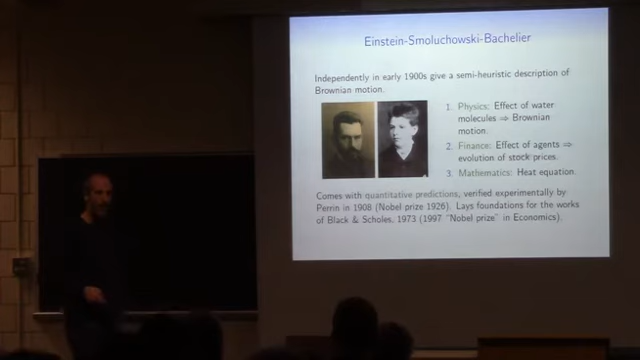 Einstein-Smoluchowski-Bachelier
Independently in early 1900s give a semi-heuristic description of
Brownian motion.
1. Physics: Effect of water
molecules ⇒ Brownian
motion.
2. Finance: Effect of agents ⇒
evolution of stock prices.
3. Mathematics: Heat equation.
Comes with quantitative predictions, verified experimentally by
Perrin in 1908 (Nobel prize 1926). Lays foundations for the works
of Black & Scholes, 1973 (1997 "Nobel prize" in Economics).